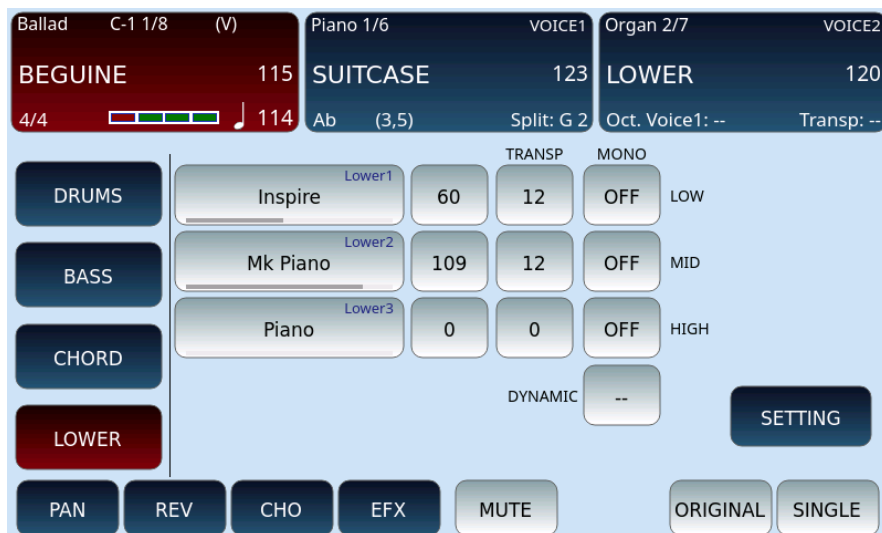 Ballad C-1 1/8 (V) Piano 1/6 VOICE1 Organ 2/7 VOICE2
BEGUINE 115 SUITCASE 123 LOWER 120
4/4 114 Ab (3,5) Split: G 2 Oct. Voice1: -- Transp: --
TRANSP MONO
DRUMS Inspire Lower1 60 12 OFF LOW
BASS Mk Piano Lower2 109 12 OFF MID
Piano Lower3 0 0 OFF HIGH
CHORD
DYNAMIC --
SETTING
LOWER
PAN REV CHO EFX MUTE ORIGINAL SINGLE